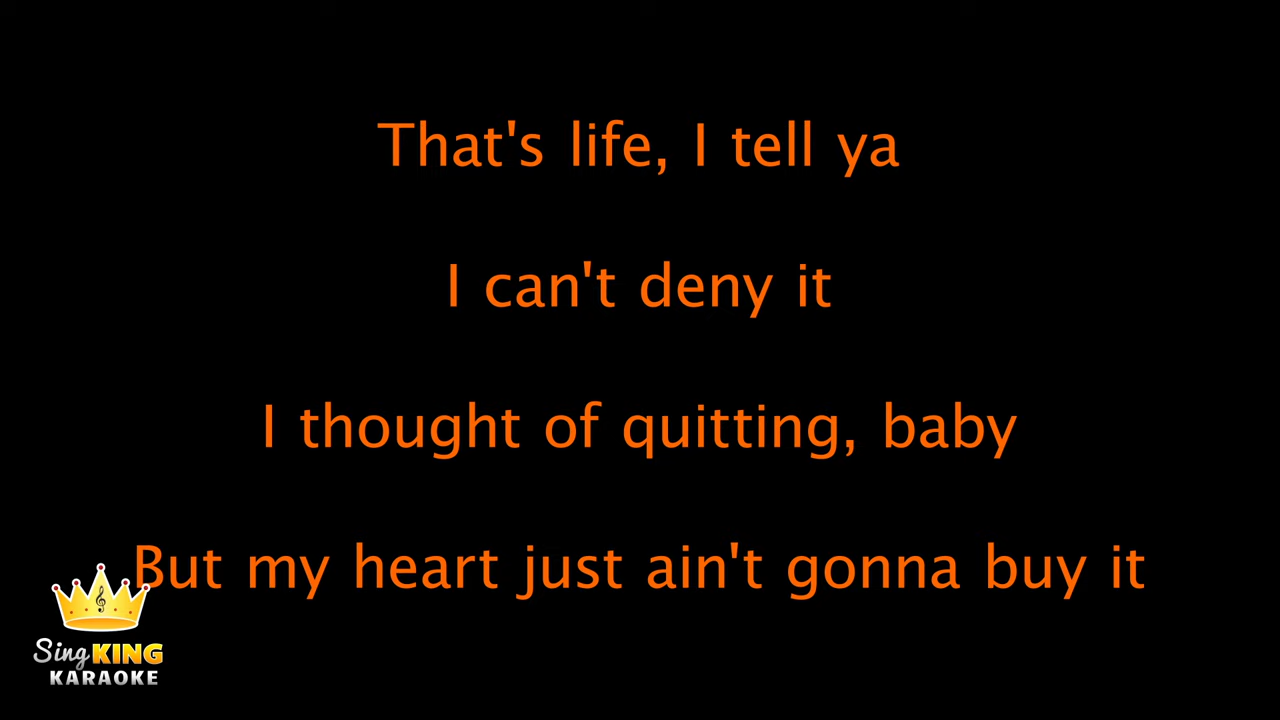 That's life, I tell ya
I can't deny it
I thought of quitting, baby
But my heart just ain't gonna buy it
Sing KING
KARAOKE